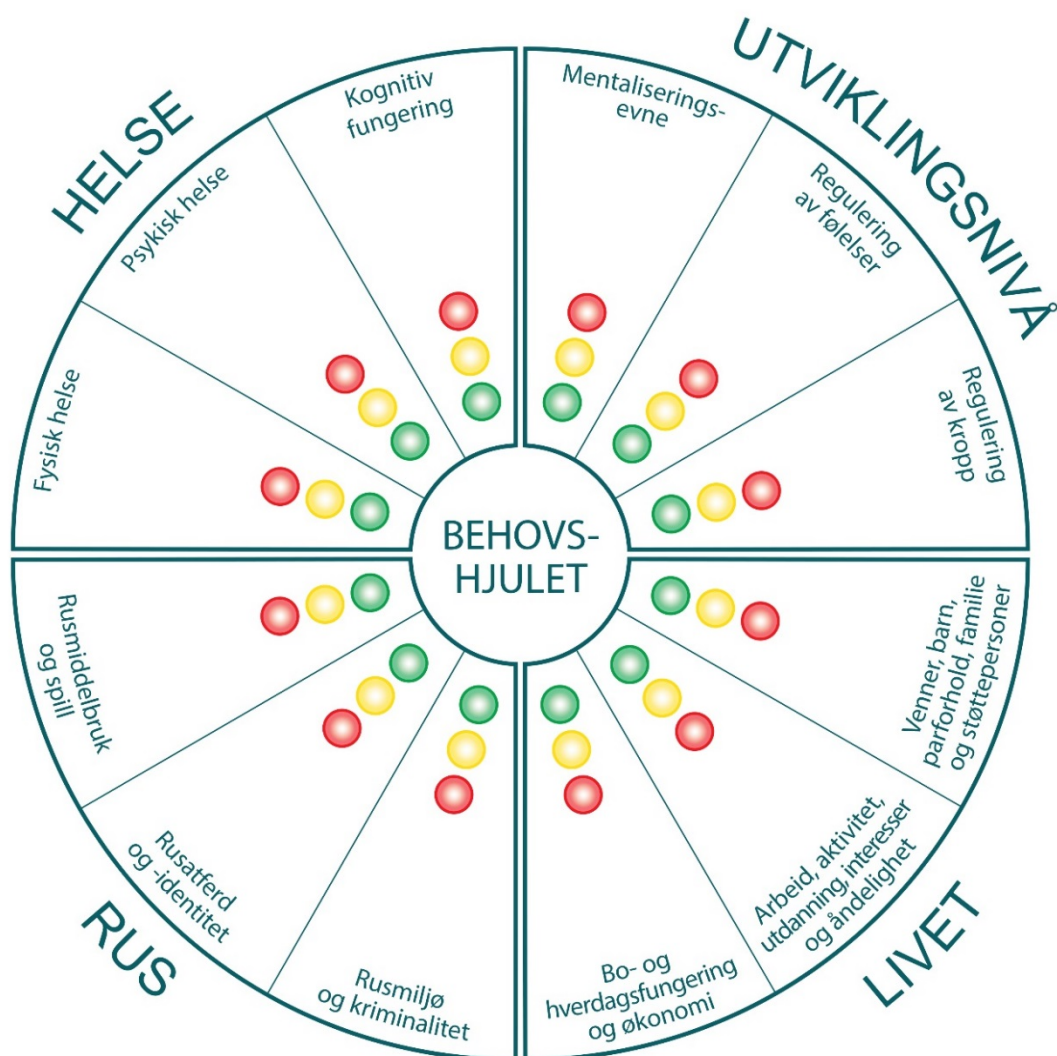 HELSE
Kognitiv
fungering
Psykisk helse
Fysisk helse
UTVIKLINGSNIVÅ
Mentaliserings-
evne
Regulering
av følelser
Regulering
av kropp
BEHOVS-
HJULET
RUS
Rusmiddelbruk
og spill
Rusatferd
og -identitet
Rusmiljø
og kriminalitet
LIVET
Venner, barn,
parforhold, familie
og støttepersoner
Arbeid, aktivitet,
utdanning, interesser
og åndelighet
Bo- og
hverdagsfungering
og økonomi